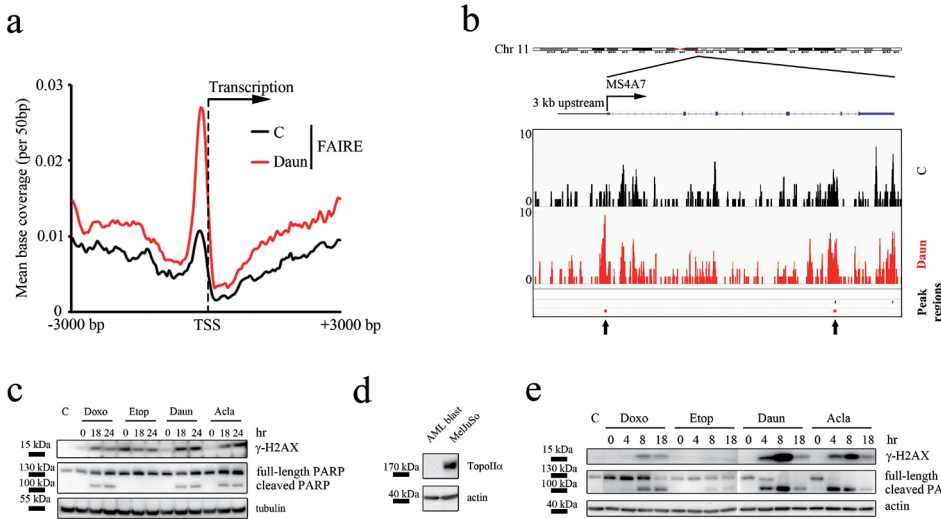 a
Mean base coverage (per 50bp)
0.03
0.02
0.01
0
Transcription
C
Daun
FAIRE
-3000 bp
TSS
+3000 bp
b
Chr 11
MS4A7
3 kb upstream
10
0
C
10
0
Daun
Peak regions
c
C Doxo Etop Daun Acla
0 18 24 0 18 24 0 18 24 0 18 24 hr
15 kDa γ-H2AX
130 kDa full-length PARP
100 kDa cleaved PARP
55 kDa tubulin
d
AML blast
MelJuSo
170 kDa TopoIIα
40 kDa actin
e
C Doxo Etop Daun Acla
0 4 8 18 0 4 8 18 0 4 8 18 0 4 8 18 hr
15 kDa γ-H2AX
130 kDa full-length
100 kDa cleaved PA
40 kDa actin